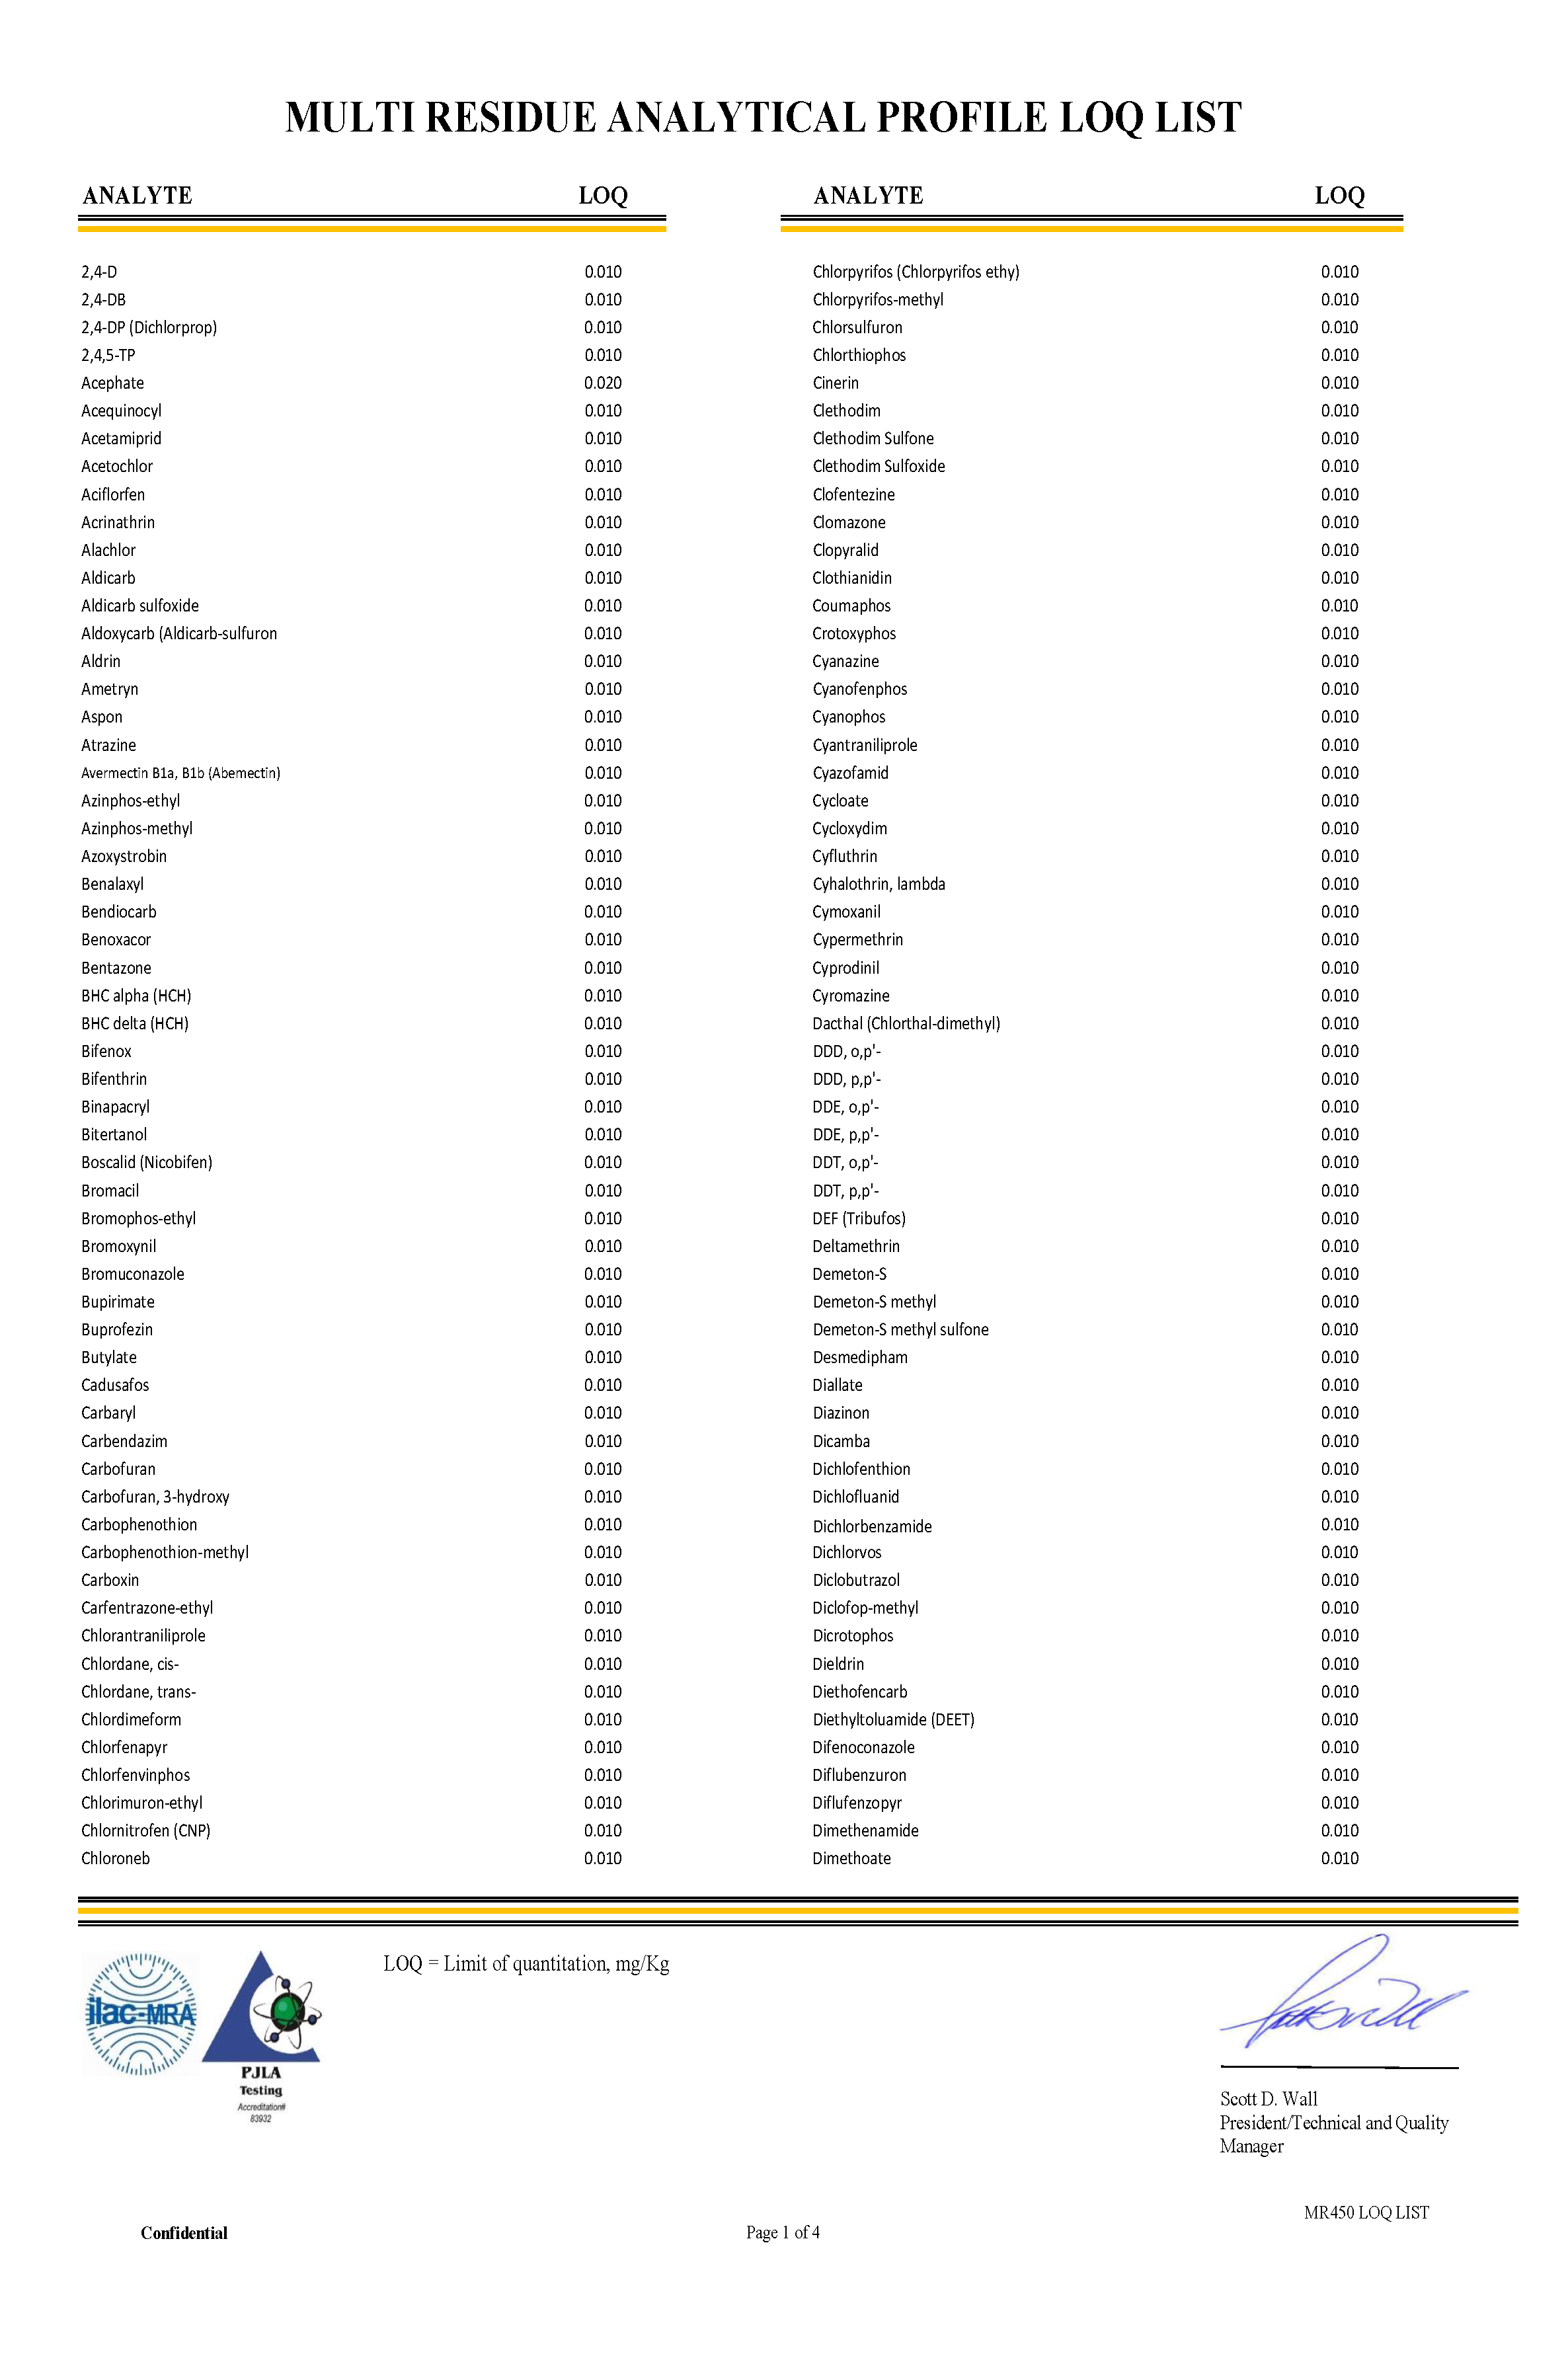 MULTI RESIDUE ANALYTICAL PROFILE LOQ LIST
ANALYTE LOQ ANALYTE LOQ
2,4-D 0.010 Chlorpyrifos (Chlorpyrifos ethy) 0.010
2,4-DB 0.010 Chlorpyrifos-methyl 0.010
2,4-DP (Dichlorprop) 0.010 Chlorsulfuron 0.010
2,4,5-TP 0.010 Chlorthiophos 0.010
Acephate 0.020 Cinerin 0.010
Acequinocyl 0.010 Clethodim 0.010
Acetamiprid 0.010 Clethodim Sulfone 0.010
Acetochlor 0.010 Clethodim Sulfoxide 0.010
Aciflorfen 0.010 Clofentezine 0.010
Acrinathrin 0.010 Clomazone 0.010
Alachlor 0.010 Clopyralid 0.010
Aldicarb 0.010 Clothianidin 0.010
Aldicarb sulfoxide 0.010 Coumaphos 0.010
Aldoxycarb (Aldicarb-sulfuron 0.010 Crotoxyphos 0.010
Aldrin 0.010 Cyanazine 0.010
Ametryn 0.010 Cyanofenphos 0.010
Aspon 0.010 Cyanophos 0.010
Atrazine 0.010 Cyantraniliprole 0.010
Avermectin B1a, B1b (Abemectin) 0.010 Cyazofamid 0.010
Azinphos-ethyl 0.010 Cycloate 0.010
Azinphos-methyl 0.010 Cycloxydim 0.010
Azoxystrobin 0.010 Cyfluthrin 0.010
Benalaxyl 0.010 Cyhalothrin, lambda 0.010
Bendiocarb 0.010 Cymoxanil 0.010
Benoxacor 0.010 Cypermethrin 0.010
Bentazone 0.010 Cyprodinil 0.010
BHC alpha (HCH) 0.010 Cyromazine 0.010
BHC delta (HCH) 0.010 Dacthal (Chlorthal-dimethyl) 0.010
Bifenox 0.010 DDD, o,p'- 0.010
Bifenthrin 0.010 DDD, p,p'- 0.010
Binapacryl 0.010 DDE, o,p'- 0.010
Bitertanol 0.010 DDE, p,p'- 0.010
Boscalid (Nicobifen) 0.010 DDT, o,p'- 0.010
Bromacil 0.010 DDT, p,p'- 0.010
Bromophos-ethyl 0.010 DEF (Tribufos) 0.010
Bromoxynil 0.010 Deltamethrin 0.010
Bromuconazole 0.010 Demeton-S 0.010
Bupirimate 0.010 Demeton-S methyl 0.010
Buprofezin 0.010 Demeton-S methyl sulfone 0.010
Butylate 0.010 Desmedipham 0.010
Cadusafos 0.010 Diallate 0.010
Carbaryl 0.010 Diazinon 0.010
Carbendazim 0.010 Dicamba 0.010
Carbofuran 0.010 Dichlofenthion 0.010
Carbofuran, 3-hydroxy 0.010 Dichlofluanid 0.010
Carbophenothion 0.010 Dichlorbenzamide 0.010
Carbophenothion-methyl 0.010 Dichlorvos 0.010
Carboxin 0.010 Diclobutrazol 0.010
Carfentrazone-ethyl 0.010 Diclofop-methyl 0.010
Chlorantraniliprole 0.010 Dicrotophos 0.010
Chlordane, cis- 0.010 Dieldrin 0.010
Chlordane, trans- 0.010 Diethofencarb 0.010
Chlordimeform 0.010 Diethyltoluamide (DEET) 0.010
Chlorfenapyr 0.010 Difenoconazole 0.010
Chlorfenvinphos 0.010 Diflubenzuron 0.010
Chlorimuron-ethyl 0.010 Diflufenzopyr 0.010
Chlornitrofen (CNP) 0.010 Dimethenamide 0.010
Chloroneb 0.010 Dimethoate 0.010
LOQ = Limit of quantitation, mg/Kg
ilac-MRA
PJLA
Testing
Accreditation#
83932
Scott D. Wall
President/Technical and Quality
Manager
MR450 LOQ LIST
Confidential Page 1 of 4